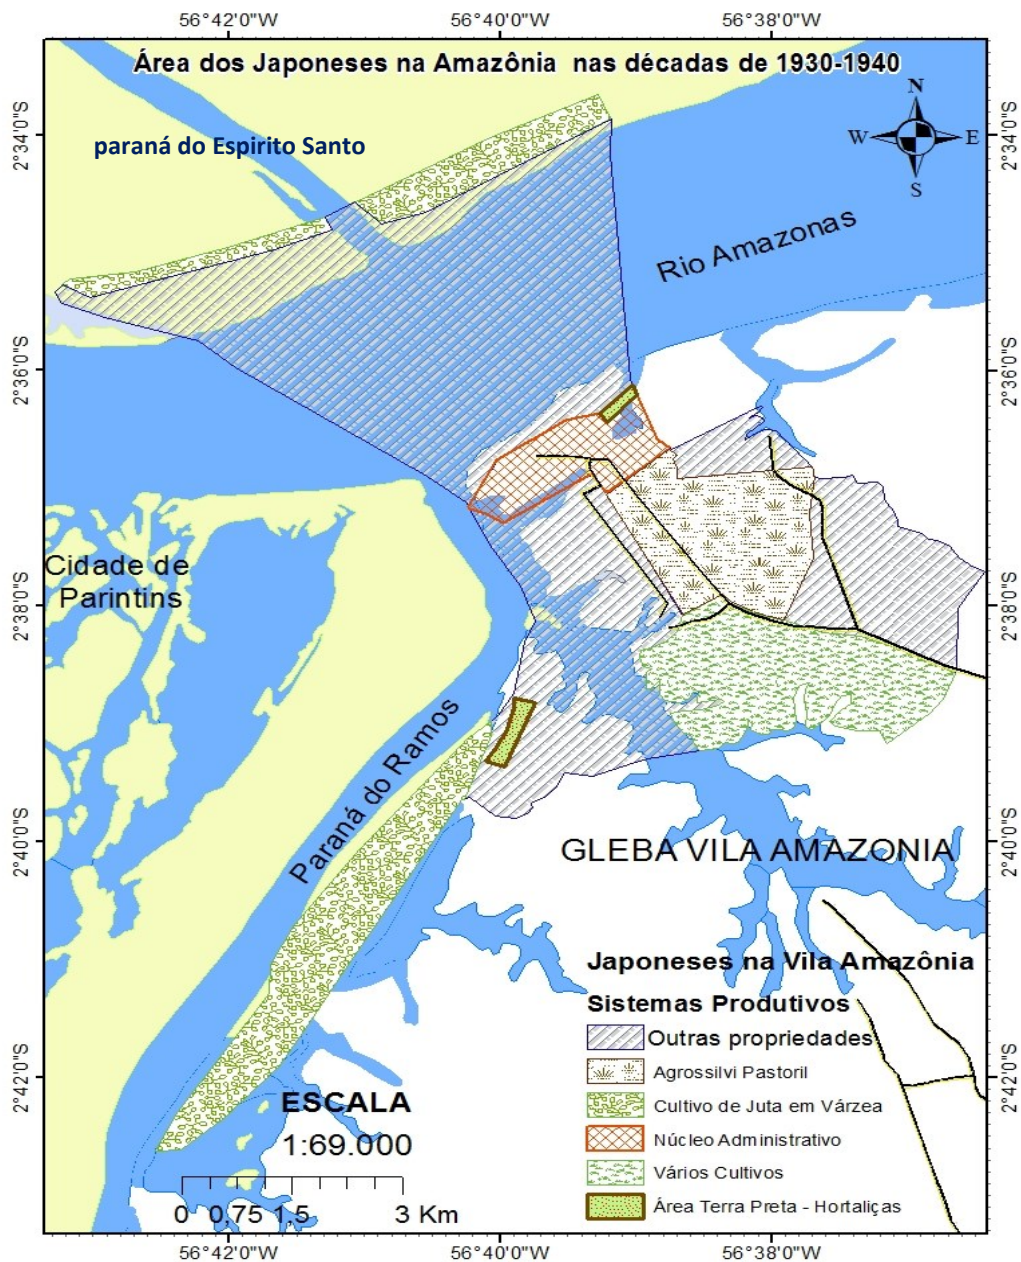 56°42'0"W 56°40'0"W 56°38'0"W
Área dos Japoneses na Amazônia nas décadas de 1930-1940
N
W E
S
2°34'0"S 2°34'0"S
paraná do Espirito Santo
Rio Amazonas
2°36'0"S 2°36'0"S
Cidade de
Parintins
2°38'0"S 2°38'0"S
Paraná do Ramos
2°40'0"S 2°40'0"S
GLEBA VILA AMAZONIA
Japoneses na Vila Amazônia
Sistemas Produtivos
Outras propriedades
Agrossilvi Pastoril
Cultivo de Juta em Várzea
Núcleo Administrativo
Vários Cultivos
Área Terra Preta - Hortaliças
2°42'0"S 2°42'0"S
ESCALA
1:69.000
0 0,75 1,5 3 Km
56°42'0"W 56°40'0"W 56°38'0"W